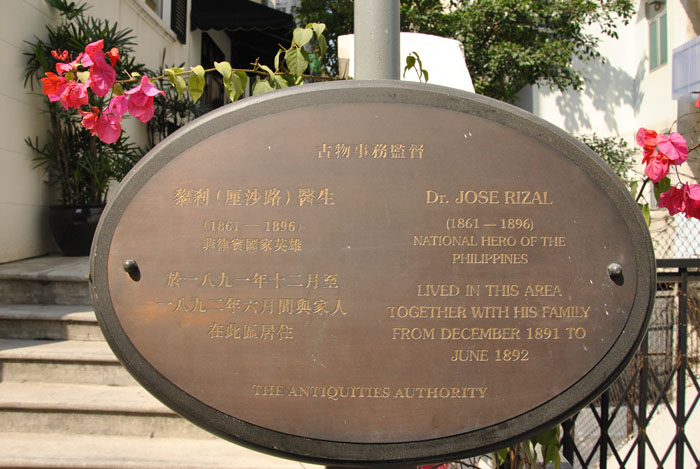 古物事務監督
黎刹（厘沙路）醫生
(1861 — 1896)
菲律賓國家英雄
於一八九一年十二月至
一八九二年六月間與家人
在此區居住
Dr. JOSE RIZAL
(1861 — 1896)
NATIONAL HERO OF THE
PHILIPPINES
LIVED IN THIS AREA
TOGETHER WITH HIS FAMILY
FROM DECEMBER 1891 TO
JUNE 1892
THE ANTIQUITIES AUTHORITY